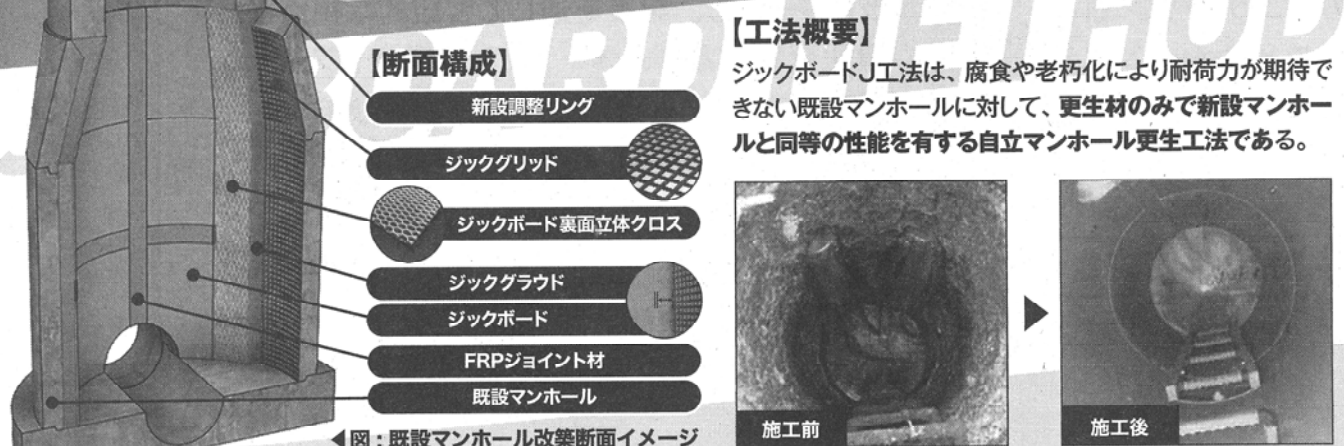 BOARD METHOD
【断面構成】
新設調整リング
ジックグリッド
ジックボード裏面立体クロス
ジックグラウド
ジックボード
FRPジョイント材
既設マンホール
◀図：既設マンホール改築断面イメージ
【工法概要】
ジックボードJ工法は、腐食や老朽化により耐荷力が期待で
きない既設マンホールに対して、更生材のみで新設マンホー
ルと同等の性能を有する自立マンホール更生工法である。
施工前
施工後